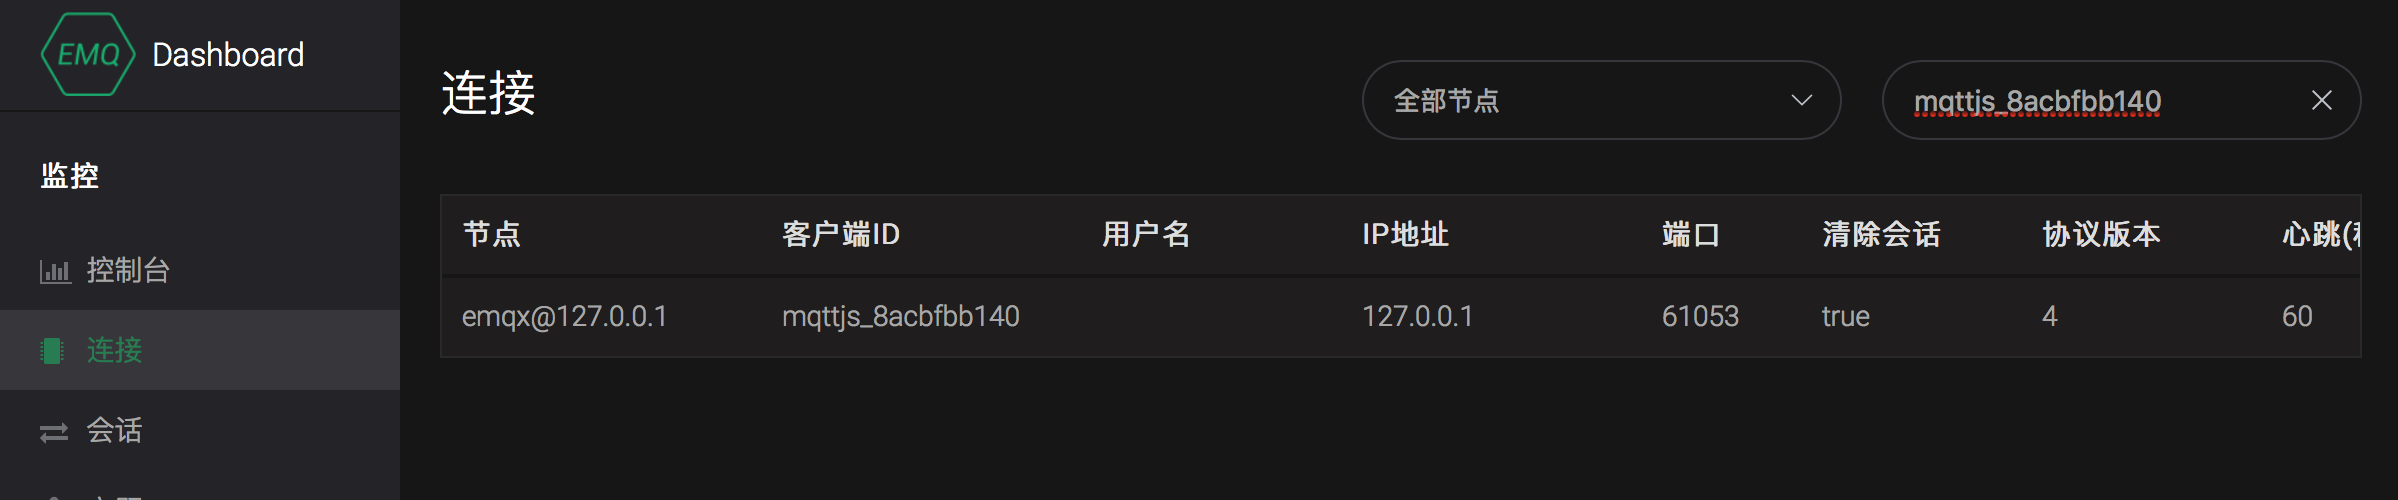 EMQ Dashboard
监控
控制台
连接
会话
连接
全部节点
mqttjs_8acbfbb140
节点 客户端ID 用户名 IP地址 端口 清除会话 协议版本 心跳(
emqx@127.0.0.1 mqttjs_8acbfbb140 127.0.0.1 61053 true 4 60